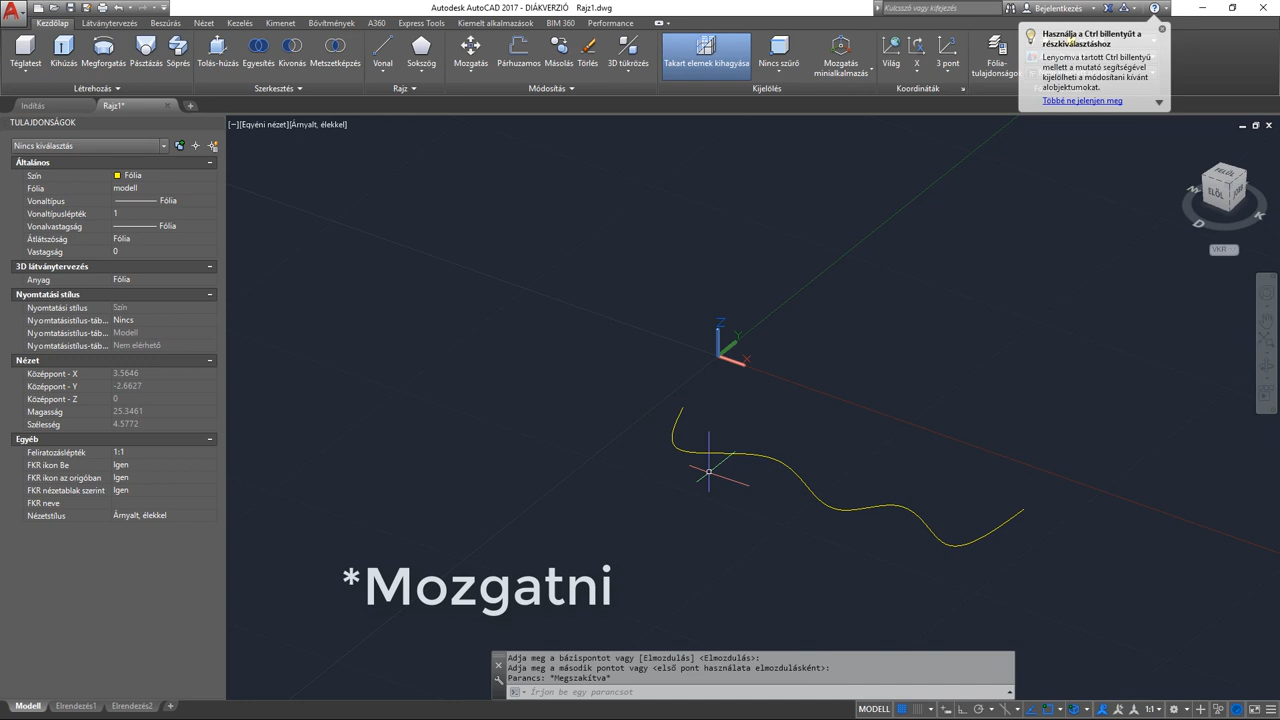 Autodesk AutoCAD 2017 - DIÁKVERZIÓ Rajz1.dwg
Kulcsszó vagy kifejezés
Bejelentkezés
Kezdőlap
Látványtervezés
Beszúrás
Nézet
Kezelés
Kimenet
Bővítmények
A360
Express Tools
Kiemelt alkalmazások
BIM 360
Performance
Téglatest
Kihúzás
Megforgatás
Pásztázás
Söprés
Tolás-húzás
Egyesítés
Kivonás
Metszetképzés
Vonal
Sokszög
Mozgatás
Párhuzamos
Másolás
Törlés
3D tükrözés
Takart elemek kihagyása
Nincs szűrő
Mozgatás minialkalmazás
Világ
X
3 pont
Fólia-
tulajdonságok
Létrehozás
Szerkesztés
Rajz
Módosítás
Kijelölés
Koordináta
Használja a Ctrl billentyűt a
részkiválasztáshoz
Lenyomva tartott Ctrl billentyű
mellett a mutató segítségével
kijelölheti a módosítani kívánt
alobjektumokat.
Többé ne jelenjen meg
Indítás
Rajz1*
TULAJDONSÁGOK
[−][Egyéni nézet][Árnyalt, élekkel]
Nincs kiválasztás
Általános
Szín Fólia
Fólia modell
Vonaltípus Fólia
Vonaltípuslépték 1
Vonalvastagság Fólia
Átlátszóság Fólia
Vastagság 0
3D látványtervezés
Anyag Fólia
Nyomtatási stílus
Nyomtatási stílus Szín
Nyomtatásistílus-táb... Nincs
Nyomtatásistílus-táb... Modell
Nyomtatásistílus-táb... Nem elérhető
Nézet
Középpont - X 3.5646
Középpont - Y -2.6627
Középpont - Z 0
Magasság 25.3461
Szélesség 4.5772
Egyéb
Feliratozáslépték 1:1
FKR ikon Be Igen
FKR ikon az origóban Igen
FKR nézetablak szerint Igen
FKR neve
Nézetstílus Árnyalt, élekkel
FELÜL
ELÖL
JOBB
D
K
VKR
Z
Y
X
*Mozgatni
Adja meg a bázispontot vagy [Elmozdulás] <Elmozdulás>:
Adja meg a második pontot vagy <első pont használata elmozdulásként>:
Parancs: *Megszakítva*
Írjon be egy parancsot
Modell
Elrendezés1
Elrendezés2
MODELL
1:1